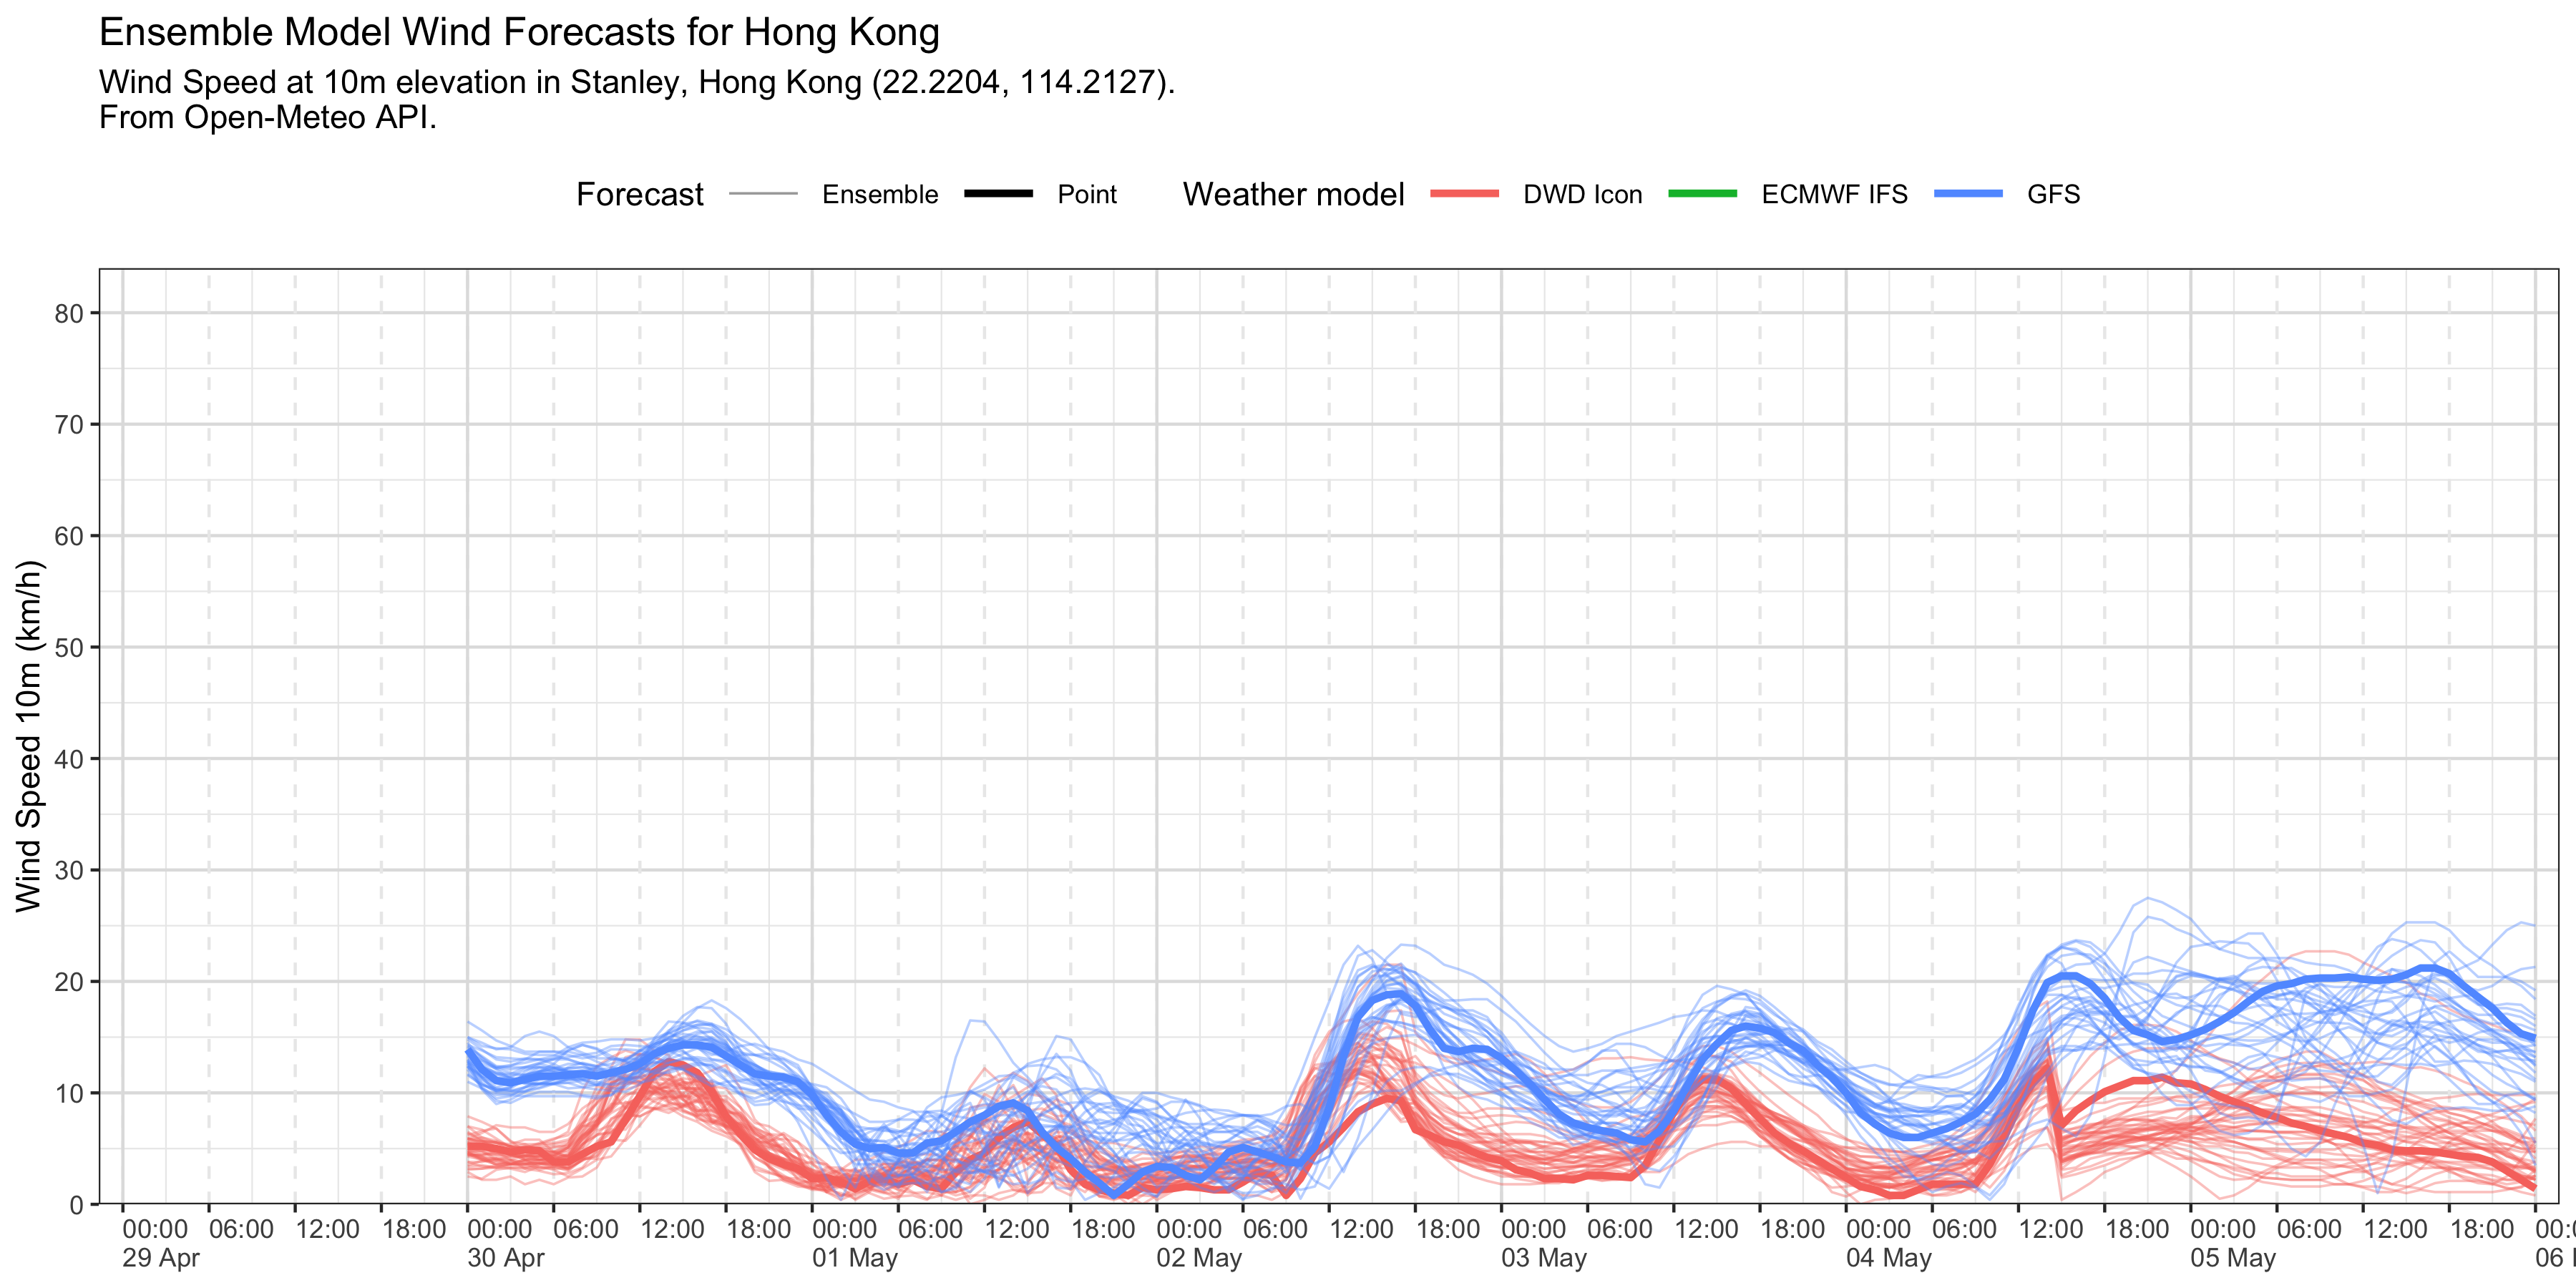 Ensemble Model Wind Forecasts for Hong Kong
Wind Speed at 10m elevation in Stanley, Hong Kong (22.2204, 114.2127).
From Open-Meteo API.
Forecast Ensemble Point Weather model DWD Icon ECMWF IFS GFS
Wind Speed 10m (km/h)
80
70
60
50
40
30
20
10
0
00:00 06:00 12:00 18:00 00:00 06:00 12:00 18:00 00:00 06:00 12:00 18:00 00:00 06:00 12:00 18:00 00:00 06:00 12:00 18:00 00:00 06:00 12:00 18:00 00:00 06:00 12:00 18:00 00:0
29 Apr 30 Apr 01 May 02 May 03 May 04 May 05 May 06